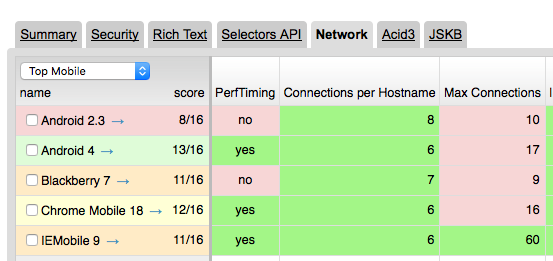 Summary Security Rich Text Selectors API Network Acid3 JSKB
Top Mobile
name score PerfTiming Connections per Hostname Max Connections
Android 2.3 → 8/16 no 8 10
Android 4 → 13/16 yes 6 17
Blackberry 7 → 11/16 no 7 9
Chrome Mobile 18 → 12/16 yes 6 16
IEMobile 9 → 11/16 yes 6 60